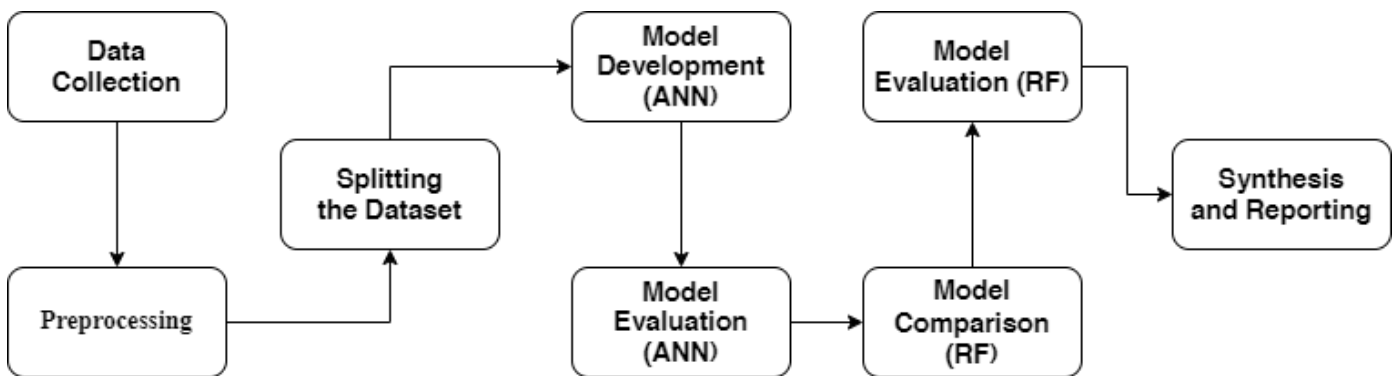 Data
Collection
Preprocessing
Splitting
the Dataset
Model
Development
(ANN)
Model
Evaluation
(ANN)
Model
Comparison
(RF)
Model
Evaluation (RF)
Synthesis
and Reporting